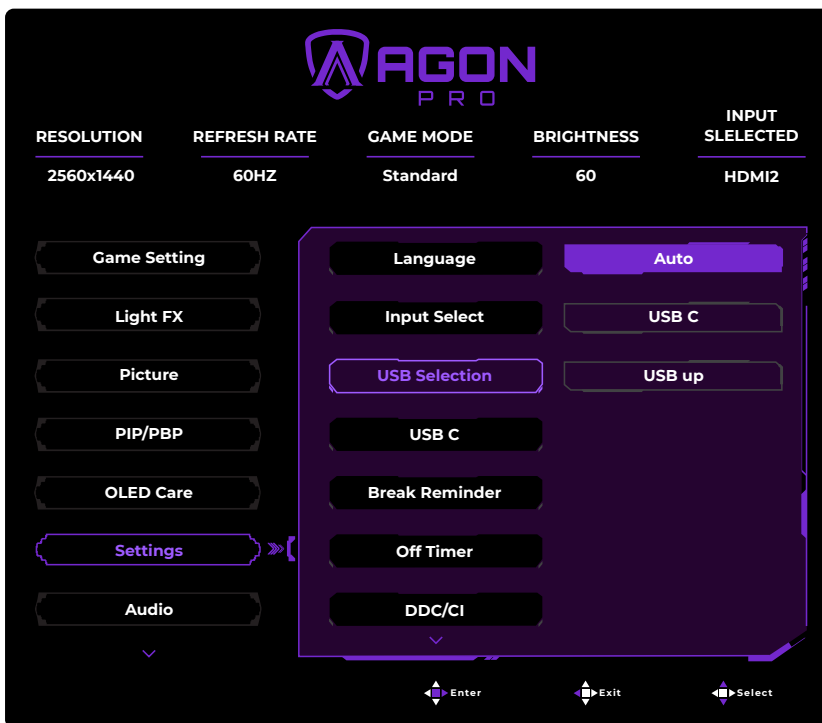 AGON
PRO
RESOLUTION REFRESH RATE GAME MODE BRIGHTNESS INPUT SLELECTED
2560x1440 60HZ Standard 60 HDMI2
Game Setting Language Auto
Light FX Input Select USB C
Picture USB Selection USB up
PIP/PBP USB C
OLED Care Break Reminder
Settings Off Timer
Audio DDC/CI
Enter Exit Select